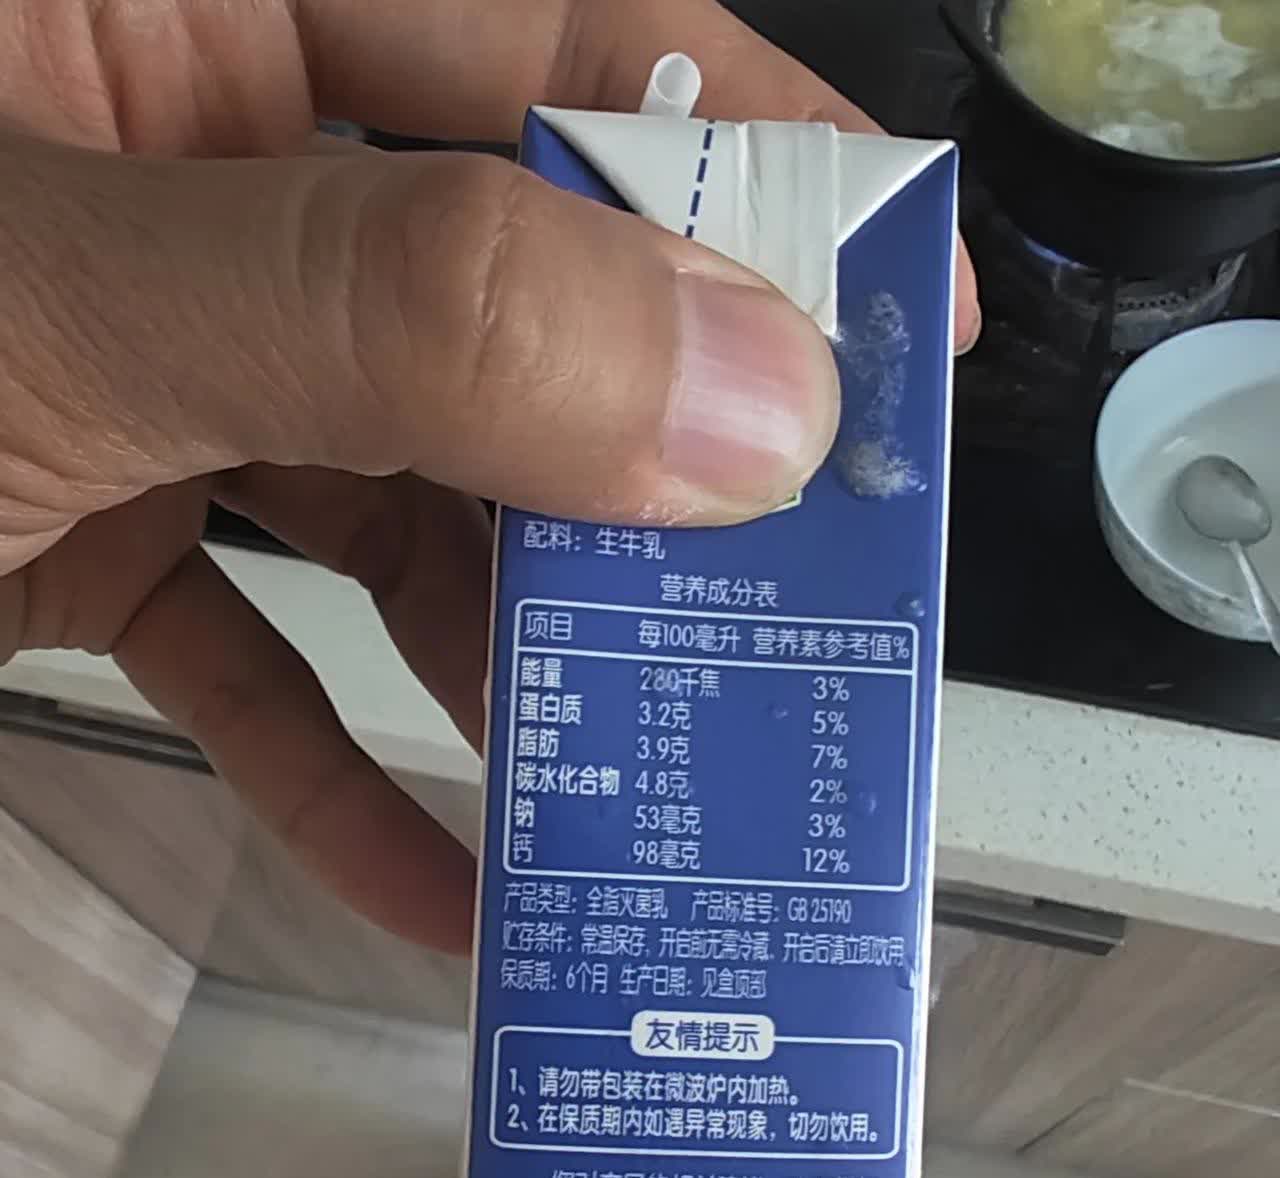 配料：生牛乳
营养成分表
项目 每100毫升 营养素参考值%
能量 280千焦 3%
蛋白质 3.2克 5%
脂肪 3.9克 7%
碳水化合物 4.8克 2%
钠 53毫克 3%
钙 98毫克 12%
产品类型：全脂灭菌乳 产品标准号：GB 25190
贮存条件：常温保存，开启前无需冷藏，开启后请立即饮用
保质期：6个月 生产日期：见盒顶部
友情提示
1、请勿带包装在微波炉内加热。
2、在保质期内如遇异常现象，切勿饮用。